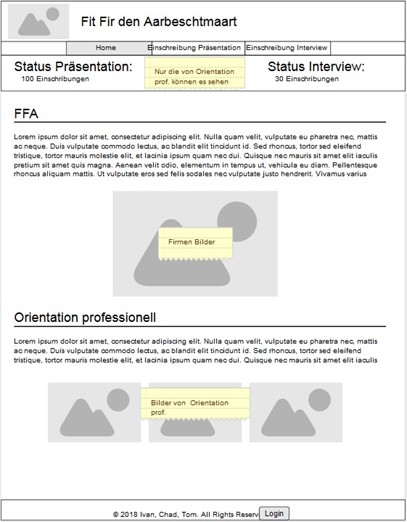 Fit Fir den Aarbeschtmaart
Home Einschreibung Präsentation Einschreibung Interview
Status Präsentation:
100 Einschribungen
Nur die von Orientation
prof. können es sehen
Status Interview:
30 Einschribungen
FFA
Lorem ipsum dolor sit amet, consectetur adipiscing elit. Nulla quam velit, vulputate eu pharetra nec, mattis
ac neque. Duis vulputate commodo lectus, ac blandit elit tincidunt id. Sed rhoncus, tortor sed eleifend
tristique, tortor mauris molestie elit, et lacinia ipsum quam nec dui. Quisque nec mauris sit amet elit iaculis
pretium sit amet quis magna. Aenean velit odio, elementum in tempus ut, vehicula eu diam. Pellentesque
rhoncus aliquam mattis. Ut vulputate eros sed felis sodales nec vulputate justo hendrerit. Vivamus varius
Firmen Bilder
Orientation professionell
Lorem ipsum dolor sit amet, consectetur adipiscing elit. Nulla quam velit, vulputate eu pharetra nec, mattis
ac neque. Duis vulputate commodo lectus, ac blandit elit tincidunt id. Sed rhoncus, tortor sed eleifend
tristique, tortor mauris molestie elit, et lacinia ipsum quam nec dui. Quisque nec mauris sit amet elit iaculis
Bilder von Orientation
prof.
© 2018 Ivan, Chad, Tom. All Rights Reserv Login